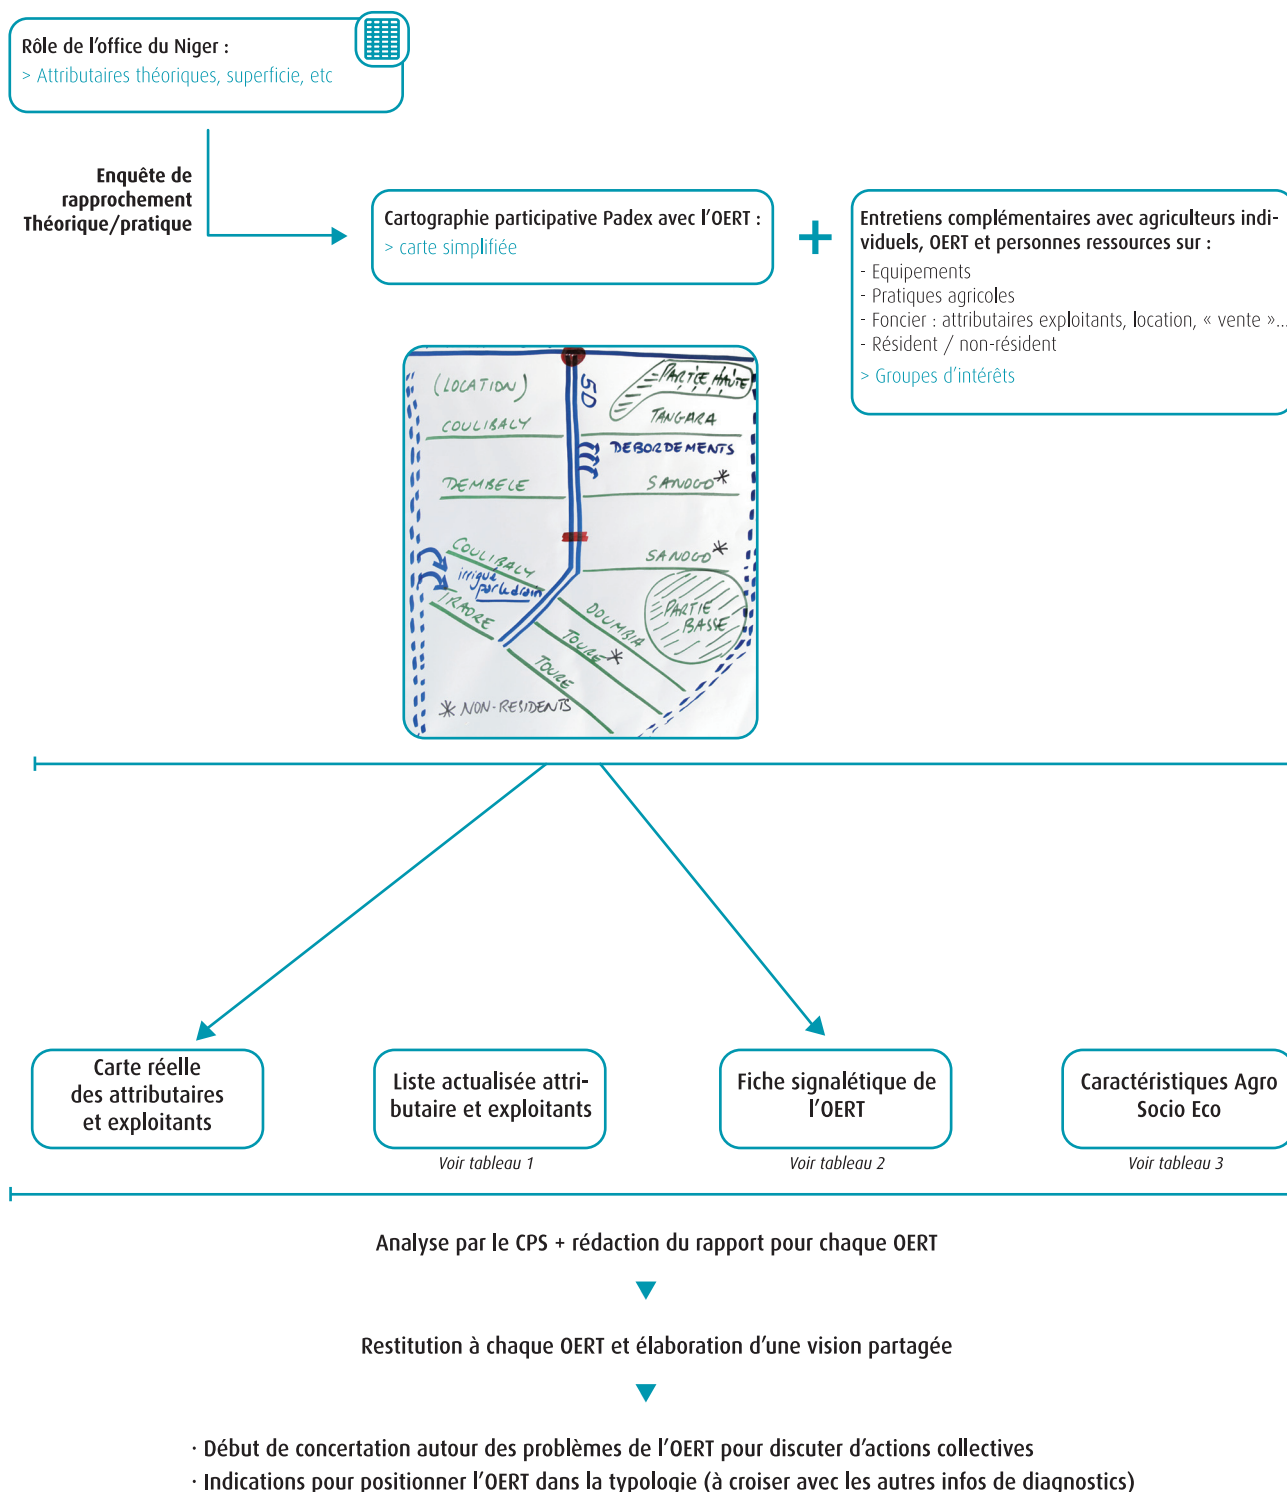 Rôle de l'office du Niger :
> Attributaires théoriques, superficie, etc
Enquête de
rapprochement
Théorique/pratique
Cartographie participative Padex avec l'OERT :
> carte simplifiée
+
Entretiens complémentaires avec agriculteurs indi-
viduels, OERT et personnes ressources sur :
- Equipements
- Pratiques agricoles
- Foncier : attributaires exploitants, location, « vente »...
- Résident / non-résident
> Groupes d'intérêts
(LOCATION)
5D
PARTIE HAUTE
COULIBALY
TANGARA
DEBORDEMENTS
DEMBELE
SANOGO*
COULIBALY
SANOGO*
irrigué
par le drain
TRAORE
DOUMBIA
PARTIE
BASSE
TOURE *
TOURE
* NON-RESIDENTS
Carte réelle
des attributaires
et exploitants
Liste actualisée attri-
butaire et exploitants
Voir tableau 1
Fiche signalétique de
l'OERT
Voir tableau 2
Caractéristiques Agro
Socio Eco
Voir tableau 3
Analyse par le CPS + rédaction du rapport pour chaque OERT
Restitution à chaque OERT et élaboration d'une vision partagée
· Début de concertation autour des problèmes de l'OERT pour discuter d'actions collectives
· Indications pour positionner l'OERT dans la typologie (à croiser avec les autres infos de diagnostics)